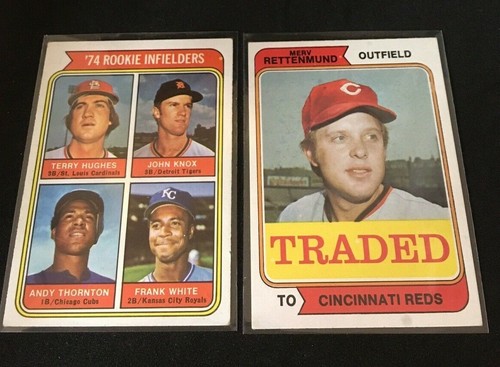 '74 ROOKIE INFIELDERS
TERRY HUGHES
3B/St. Louis Cardinals
JOHN KNOX
2B/Detroit Tigers
ANDY THORNTON
1B/Chicago Cubs
FRANK WHITE
2B/Kansas City Royals
KC
MERV
RETTENMUND
OUTFIELD
C
TRADED
TO
CINCINNATI REDS